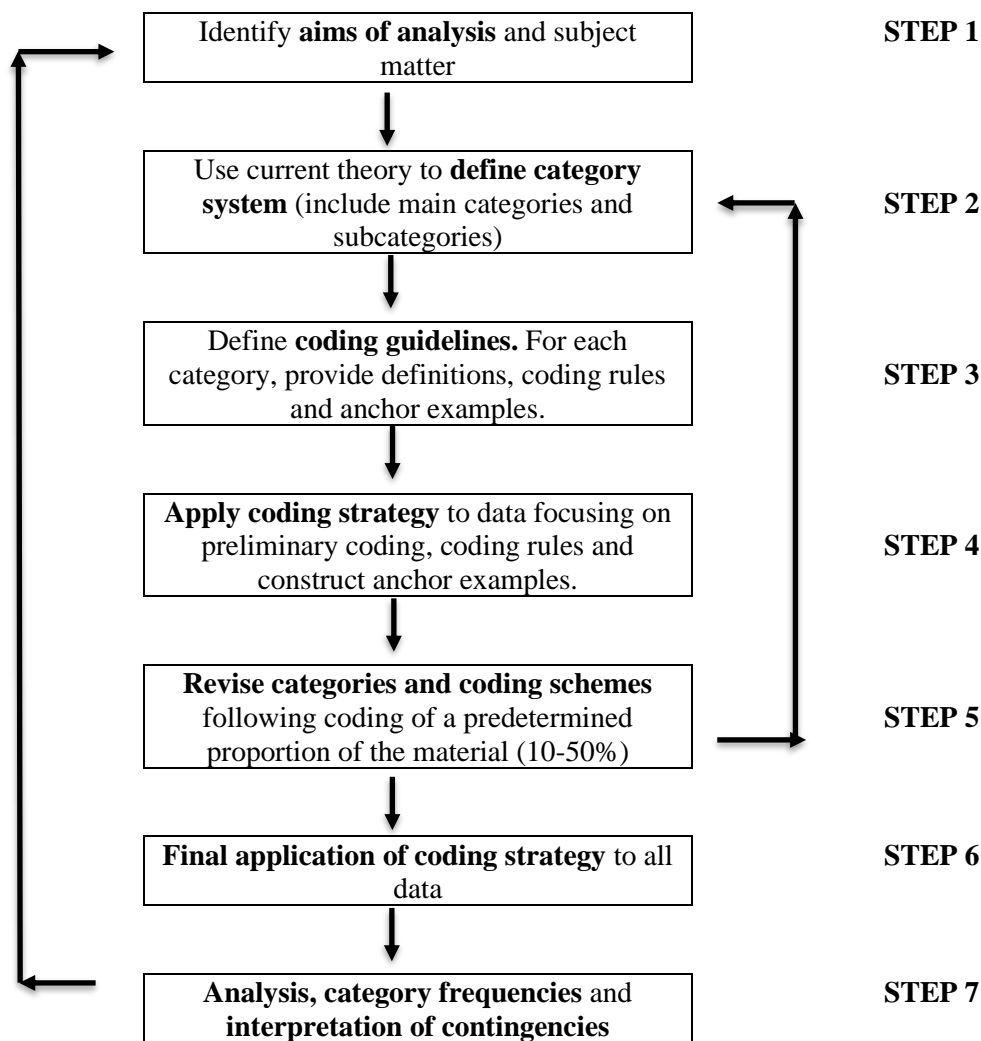 Identify aims of analysis and subject
matter
STEP 1
Use current theory to define category
system (include main categories and
subcategories)
STEP 2
Define coding guidelines. For each
category, provide definitions, coding rules
and anchor examples.
STEP 3
Apply coding strategy to data focusing on
preliminary coding, coding rules and
construct anchor examples.
STEP 4
Revise categories and coding schemes
following coding of a predetermined
proportion of the material (10-50%)
STEP 5
Final application of coding strategy to all
data
STEP 6
Analysis, category frequencies and
interpretation of contingencies
STEP 7